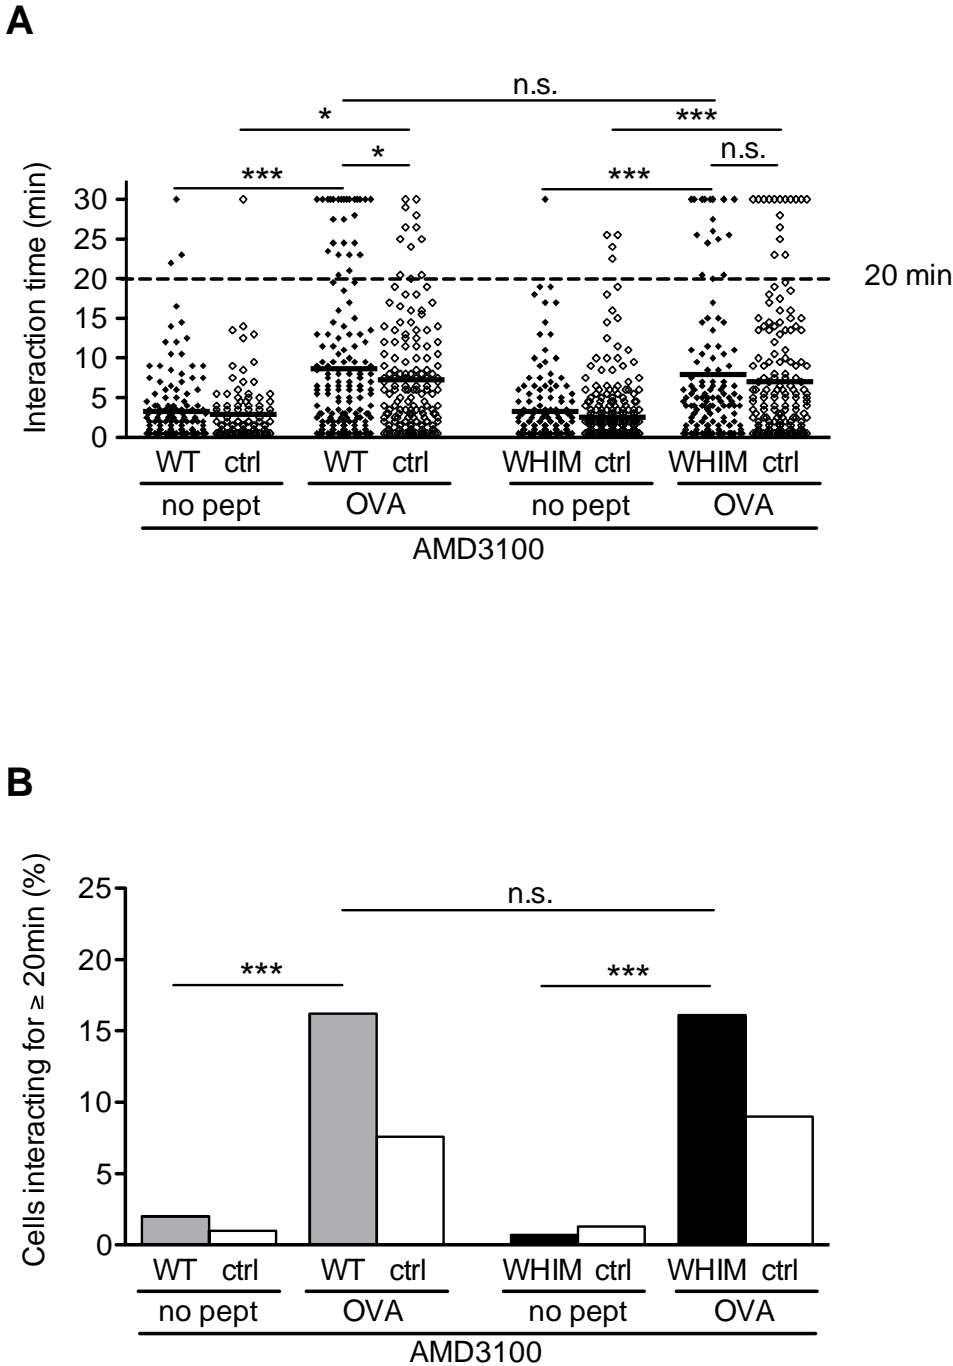 A
n.s.
* ***
* n.s.
*** ***
Interaction time (min)
30
25
20
15
10
5
0
20 min
WT ctrl WT ctrl WHIM ctrl WHIM ctrl
no pept OVA no pept OVA
AMD3100
B
Cells interacting for ≥ 20min (%)
25
20
15
10
5
0
n.s.
*** ***
WT ctrl WT ctrl WHIM ctrl WHIM ctrl
no pept OVA no pept OVA
AMD3100